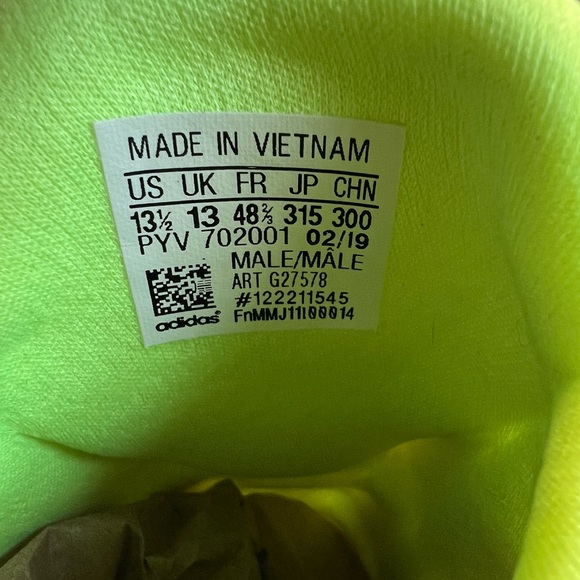 MADE IN VIETNAM
US UK FR JP CHN
13½ 13 48⅔ 315 300
PYV 702001 02/19
MALE/MÂLE
ART G27578
#122211545
adidas FnMMJ11I00014